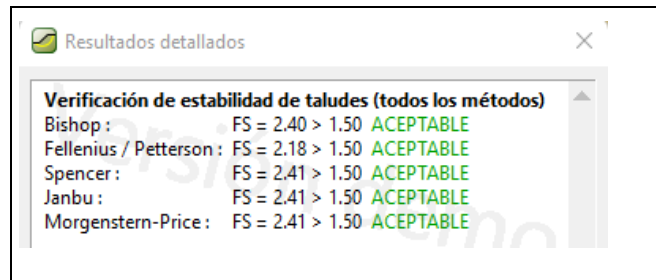 Resultados detallados
Verificación de estabilidad de taludes (todos los métodos)
Bishop : FS = 2.40 > 1.50 ACEPTABLE
Fellenius / Petterson : FS = 2.18 > 1.50 ACEPTABLE
Spencer : FS = 2.41 > 1.50 ACEPTABLE
Janbu : FS = 2.41 > 1.50 ACEPTABLE
Morgenstern-Price : FS = 2.41 > 1.50 ACEPTABLE
Versión demo